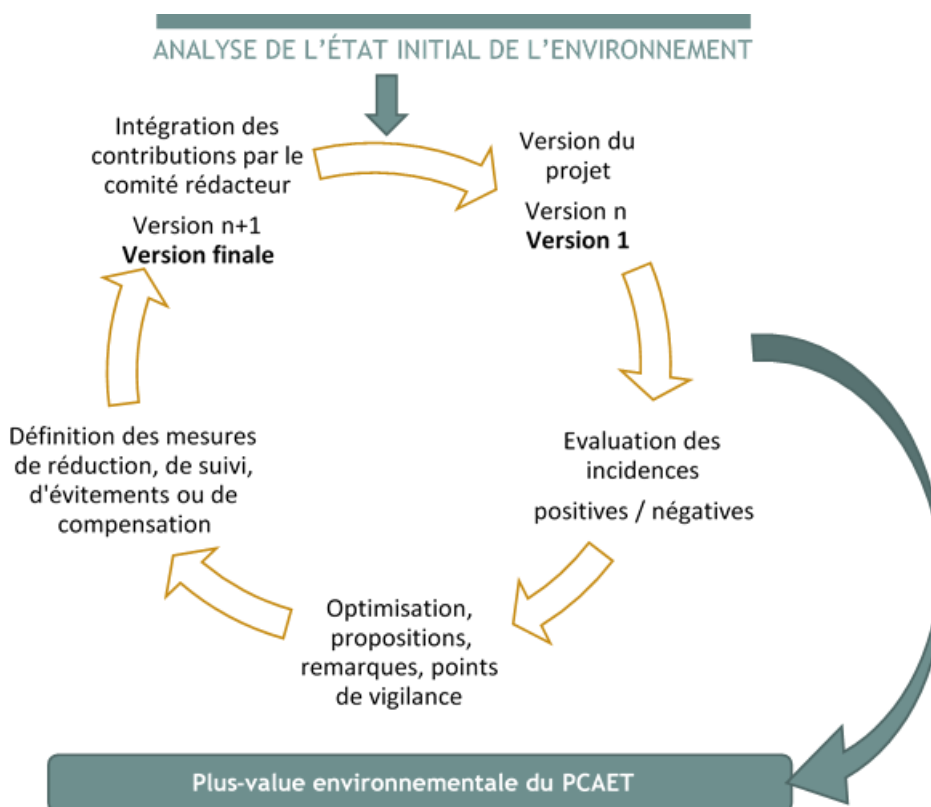 ANALYSE DE L'ÉTAT INITIAL DE L'ENVIRONNEMENT
Intégration des
contributions par le
comité rédacteur
Version n+1
Version finale
Version du
projet
Version n
Version 1
Evaluation des
incidences
positives / négatives
Optimisation,
propositions,
remarques, points
de vigilance
Définition des mesures
de réduction, de suivi,
d'évitements ou de
compensation
Plus-value environnementale du PCAET